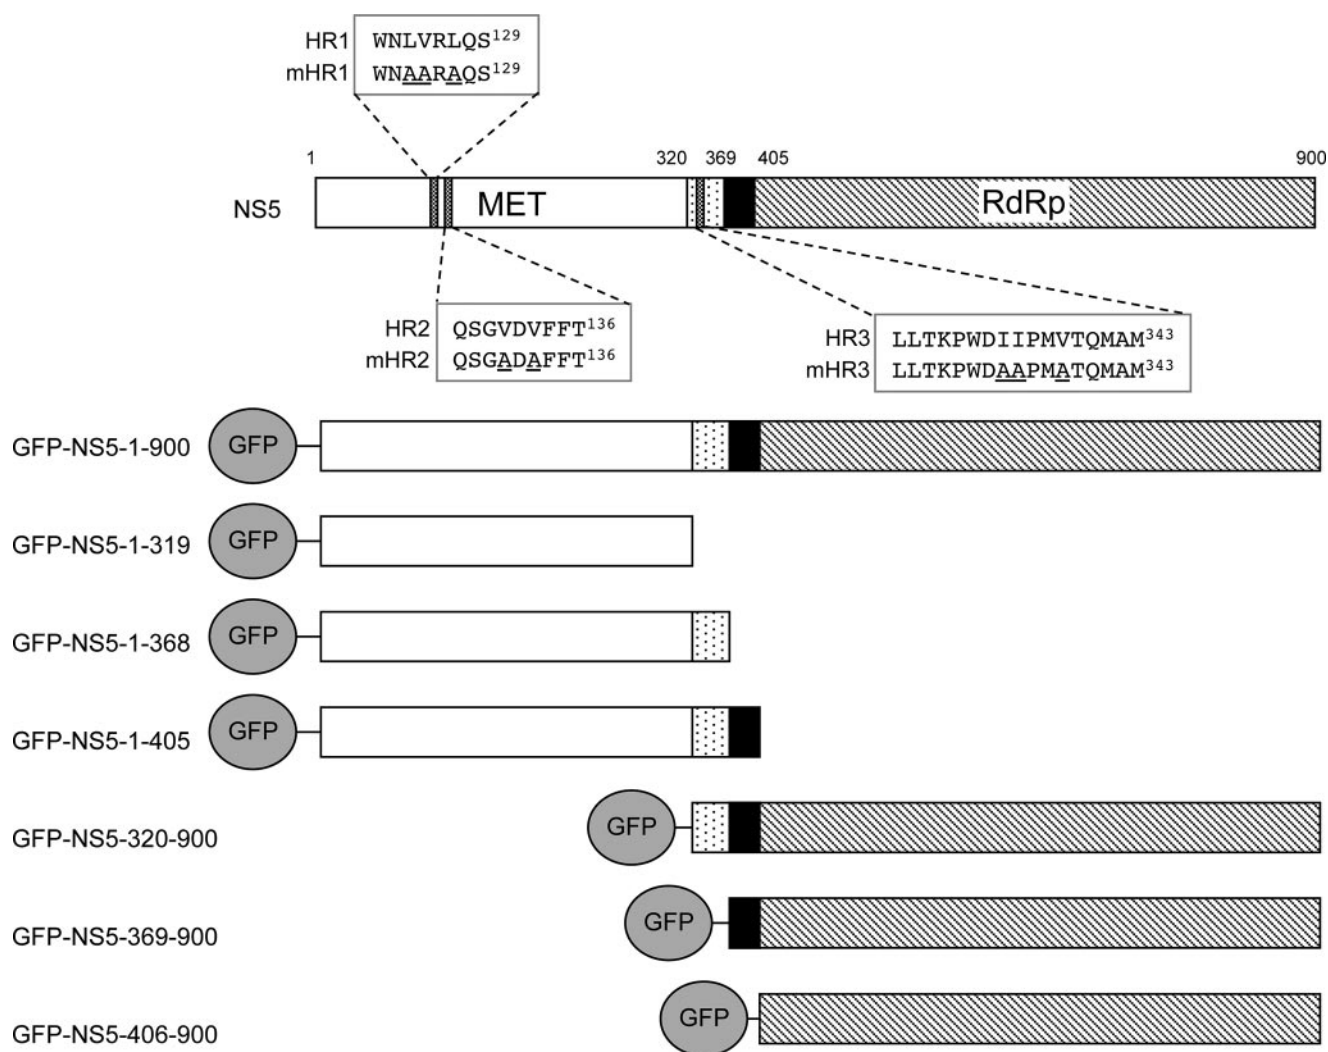 HR1 WNLVRLQS129
mHR1 WNAARAQS129
1 320 369 405 900
NS5 MET RdRp
HR2 QSGVDVFFT136
mHR2 QSGADAFFT136
HR3 LLTKPWDIIPMVTQMAM343
mHR3 LLTKPWDAAPMATQMAM343
GFP-NS5-1-900 GFP
GFP-NS5-1-319 GFP
GFP-NS5-1-368 GFP
GFP-NS5-1-405 GFP
GFP-NS5-320-900 GFP
GFP-NS5-369-900 GFP
GFP-NS5-406-900 GFP